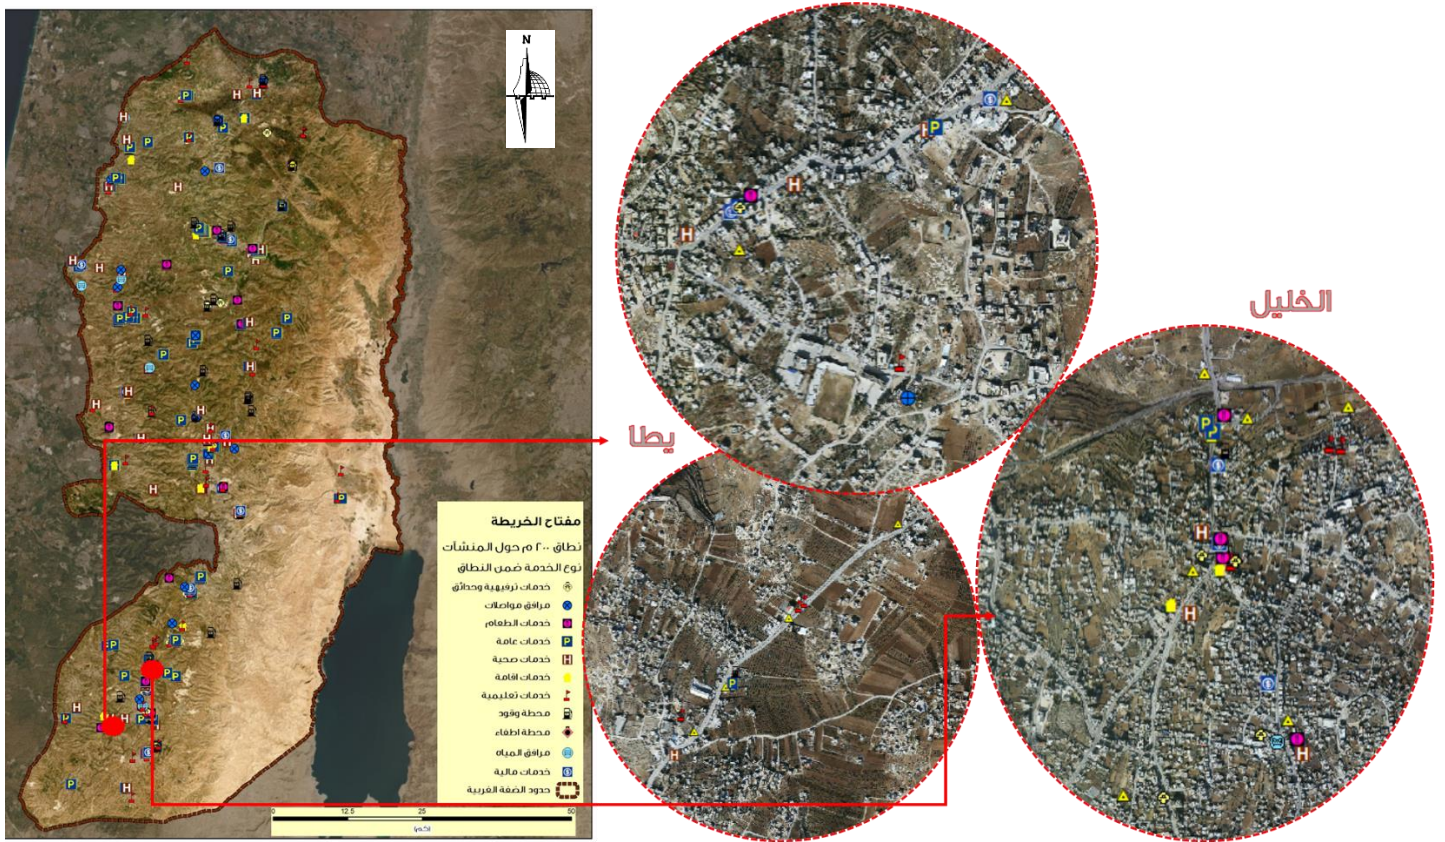 N
مفتاح الخريطة
نطاق ٢٠٠ م حول المنشآت
نوع الخدمة ضمن النطاق
خدمات ترفيهية وحدائق
مرافق مواصلات
خدمات الطعام
خدمات عامة
خدمات صحية
خدمات اقامة
خدمات تعليمية
محطة وقود
محطة اطفاء
مرافق المياه
خدمات مالية
حدود الضفة الغربية
0 12.5 25 50
يطا
الخليل